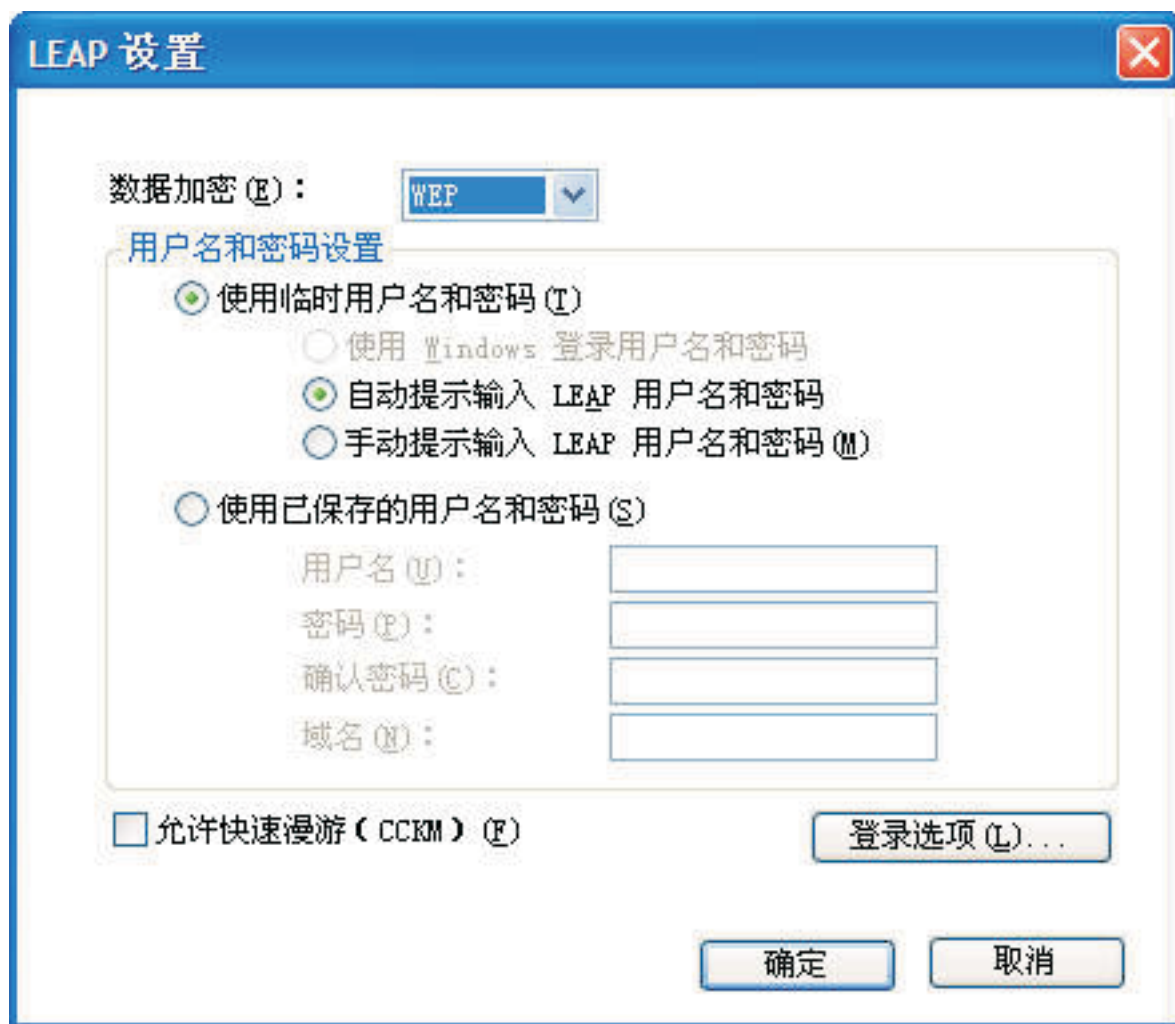 LEAP 设置
数据加密(E)： WEP
用户名和密码设置
使用临时用户名和密码(T)
使用 Windows 登录用户名和密码
自动提示输入 LEAP 用户名和密码
手动提示输入 LEAP 用户名和密码(M)
使用已保存的用户名和密码(S)
用户名(U)：
密码(P)：
确认密码(C)：
域名(N)：
允许快速漫游(CCKM) (F)
登录选项(L)...
确定
取消